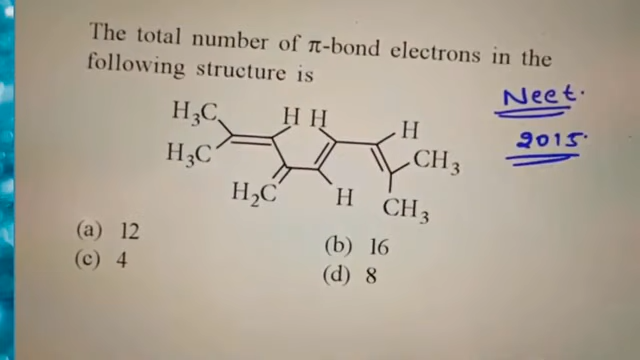 The total number of π-bond electrons in the
following structure is
Neet.
2015.
H₃C
H H
H
H₃C
CH₃
H₂C
H
CH₃
(a) 12
(b) 16
(c) 4
(d) 8